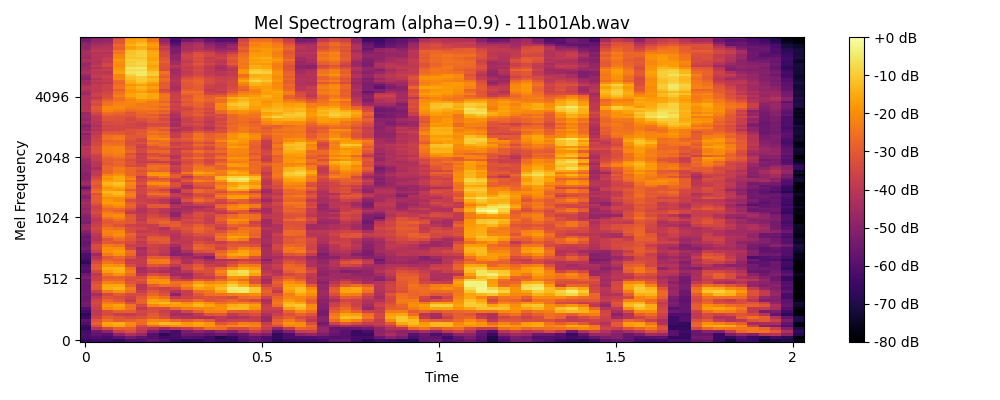 Mel Spectrogram (alpha=0.9) - 11b01Ab.wav
Mel Frequency
4096
2048
1024
512
0
0
0.5
1
1.5
2
Time
+0 dB
-10 dB
-20 dB
-30 dB
-40 dB
-50 dB
-60 dB
-70 dB
-80 dB